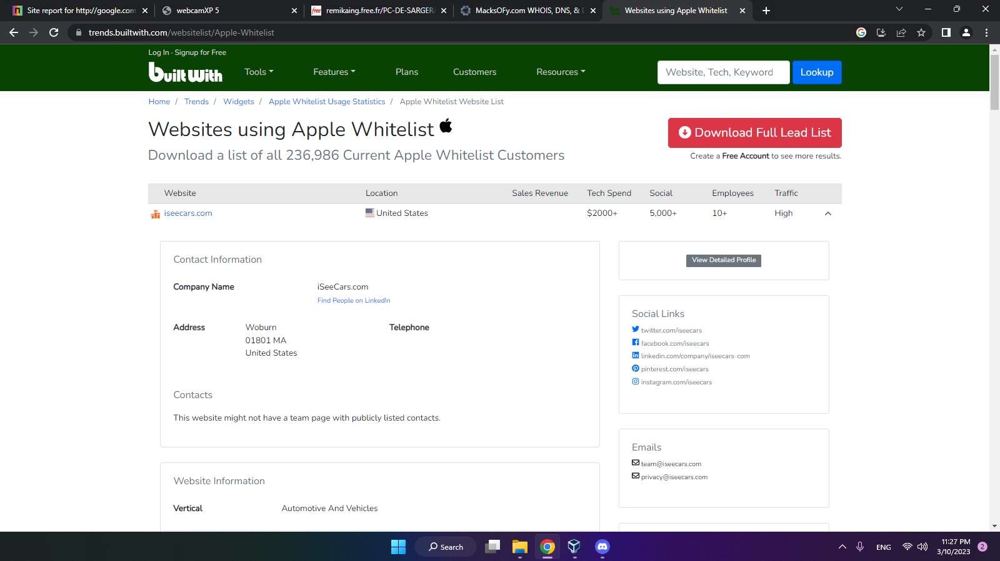 Site report for http://google.com
webcamXP 5
free remikaing.free.fr/PC-DE-SARGER
MacksOFy.com WHOIS, DNS, &
Websites using Apple Whitelist
trends.builtwith.com/websitelist/Apple-Whitelist
Log In · Signup for Free
built with
Tools
Features
Plans
Customers
Resources
Website, Tech, Keyword
Lookup
Home / Trends / Widgets / Apple Whitelist Usage Statistics / Apple Whitelist Website List
Websites using Apple Whitelist
Download Full Lead List
Download a list of all 236,986 Current Apple Whitelist Customers
Create a Free Account to see more results.
Website Location Sales Revenue Tech Spend Social Employees Traffic
iseecars.com United States $2000+ 5,000+ 10+ High
Contact Information
Company Name iSeeCars.com
Find People on LinkedIn
Address Woburn Telephone
01801 MA
United States
Contacts
This website might not have a team page with publicly listed contacts.
Website Information
Vertical Automotive And Vehicles
View Detailed Profile
Social Links
twitter.com/iseecars
facebook.com/iseecars
linkedin.com/company/iseecars-com
pinterest.com/iseecars
instagram.com/iseecars
Emails
team@iseecars.com
privacy@iseecars.com
Search
ENG
11:27 PM
3/10/2023
2